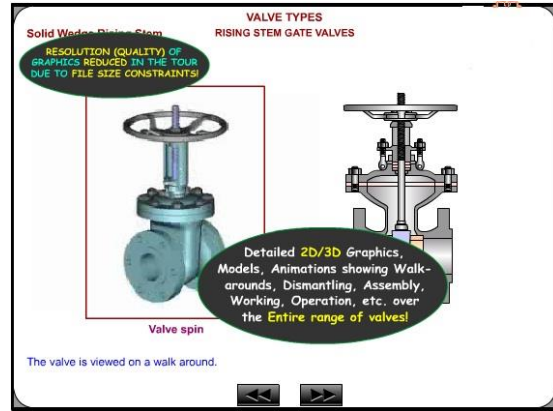 VALVE TYPES
Solid Wedge Rising Stem
RISING STEM GATE VALVES
RESOLUTION (QUALITY) OF
GRAPHICS REDUCED IN THE TOUR
DUE TO FILE SIZE CONSTRAINTS!
Detailed 2D/3D Graphics,
Models, Animations showing Walk-
arounds, Dismantling, Assembly,
Working, Operation, etc. over
the Entire range of valves!
Valve spin
The valve is viewed on a walk around.